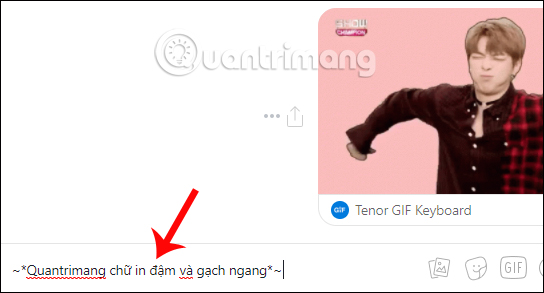 SHOW
CHAMPION
Quantrimang
GIF
Tenor GIF Keyboard
~*Quantrimang chữ in đậm và gạch ngang*~
GIF